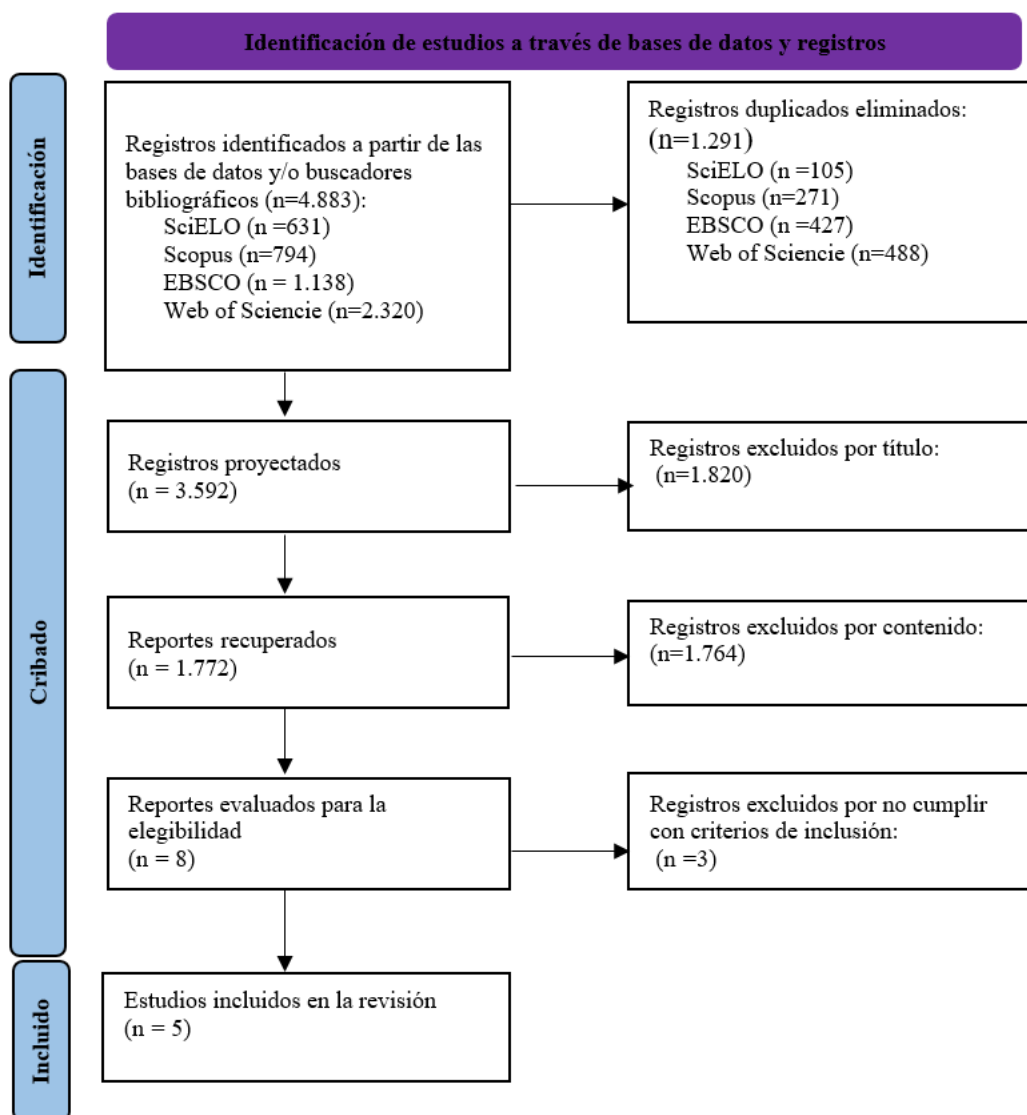 Identificación de estudios a través de bases de datos y registros
Identificación
Registros identificados a partir de las
bases de datos y/o buscadores
bibliográficos (n=4.883):
SciELO (n =631)
Scopus (n=794)
EBSCO (n = 1.138)
Web of Sciencie (n=2.320)
Registros duplicados eliminados:
(n=1.291)
SciELO (n =105)
Scopus (n=271)
EBSCO (n =427)
Web of Sciencie (n=488)
Cribado
Registros proyectados
(n = 3.592)
Registros excluidos por título:
(n=1.820)
Reportes recuperados
(n = 1.772)
Registros excluidos por contenido:
(n=1.764)
Reportes evaluados para la
elegibilidad
(n = 8)
Registros excluidos por no cumplir
con criterios de inclusión:
(n =3)
Incluido
Estudios incluidos en la revisión
(n = 5)